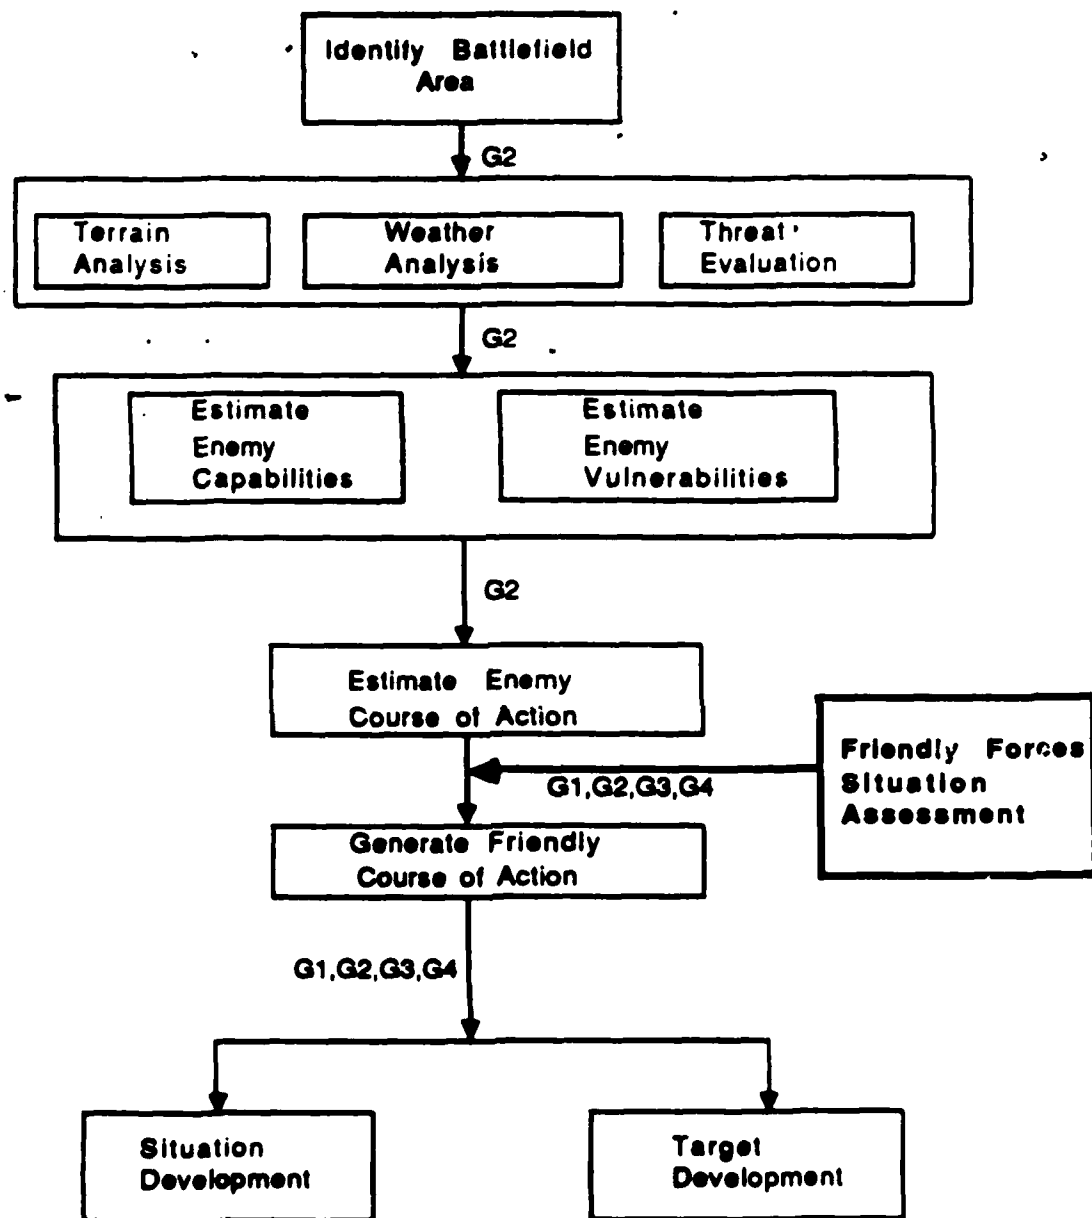 Identify Battlefield
Area
G2
Terrain
Analysis
Weather
Analysis
Threat
Evaluation
G2
Estimate
Enemy
Capabilities
Estimate
Enemy
Vulnerabilities
G2
Estimate Enemy
Course of Action
Friendly Forces
Situation
Assessment
G1,G2,G3,G4
Generate Friendly
Course of Action
G1,G2,G3,G4
Situation
Development
Target
Development